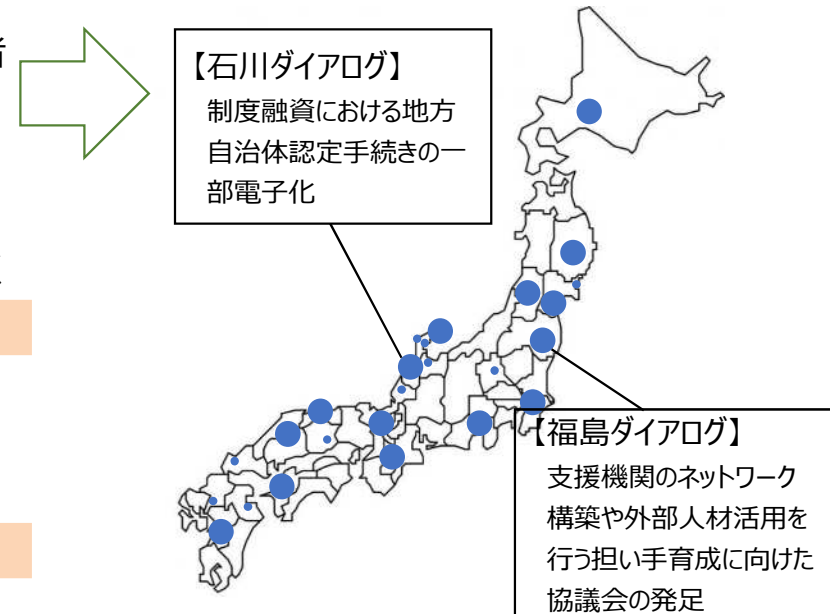 者
【石川ダイアログ】
制度融資における地方
自治体認定手続きの一
部電子化
【福島ダイアログ】
支援機関のネットワーク
構築や外部人材活用を
行う担い手育成に向けた
協議会の発足